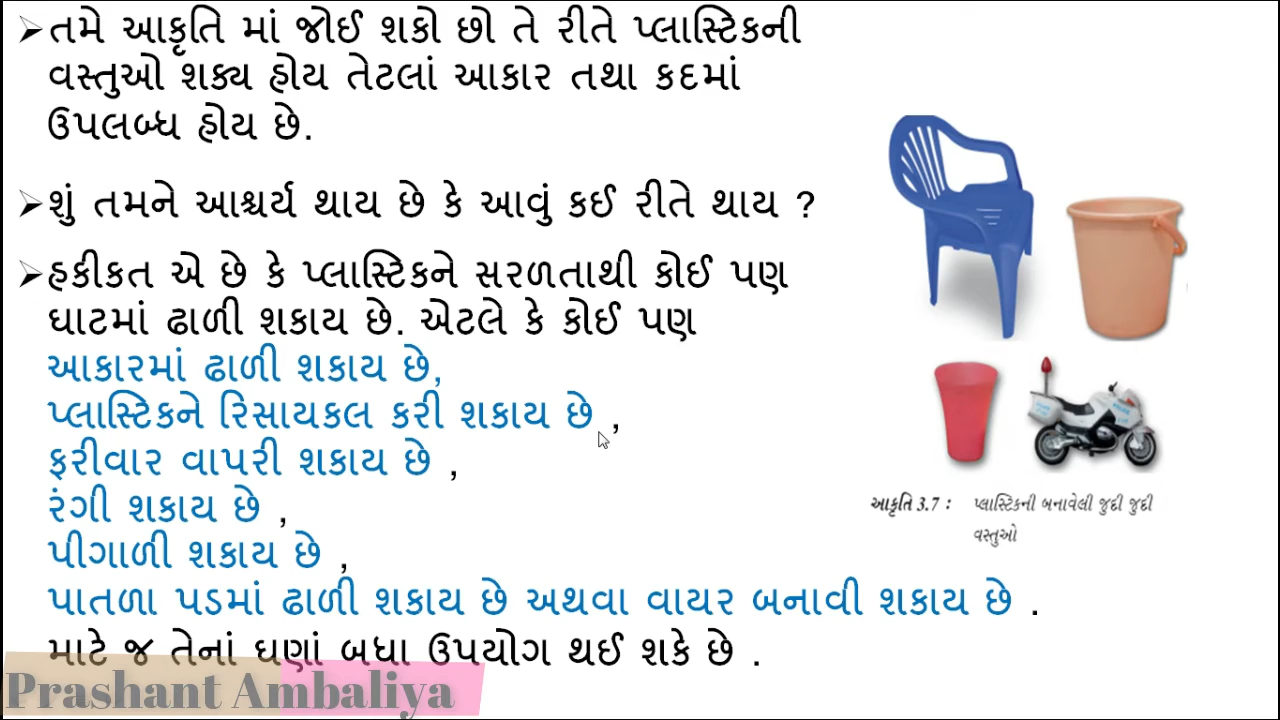 ➢તમે આકૃતિ માં જોઈ શકો છો તે રીતે પ્લાસ્ટિકની
વસ્તુઓ શક્ય હોય તેટલાં આકાર તથા કદમાં
ઉપલબ્ધ હોય છે.
➢શું તમને આશ્ચર્ય થાય છે કે આવું કઈ રીતે થાય ?
➢હકીકત એ છે કે પ્લાસ્ટિકને સરળતાથી કોઈ પણ
ઘાટમાં ઢાળી શકાય છે. એટલે કે કોઈ પણ
આકારમાં ઢાળી શકાય છે,
પ્લાસ્ટિકને રિસાયકલ કરી શકાય છે ,
ફરીવાર વાપરી શકાય છે ,
રંગી શકાય છે ,
પીગાળી શકાય છે ,
પાતળા પડમાં ઢાળી શકાય છે અથવા વાયર બનાવી શકાય છે .
માટે જ તેનાં ઘણાં બધા ઉપયોગ થઈ શકે છે .
આકૃતિ 3.7 : પ્લાસ્ટિકની બનાવેલી જુદી જુદી
વસ્તુઓ
Prashant Ambaliya